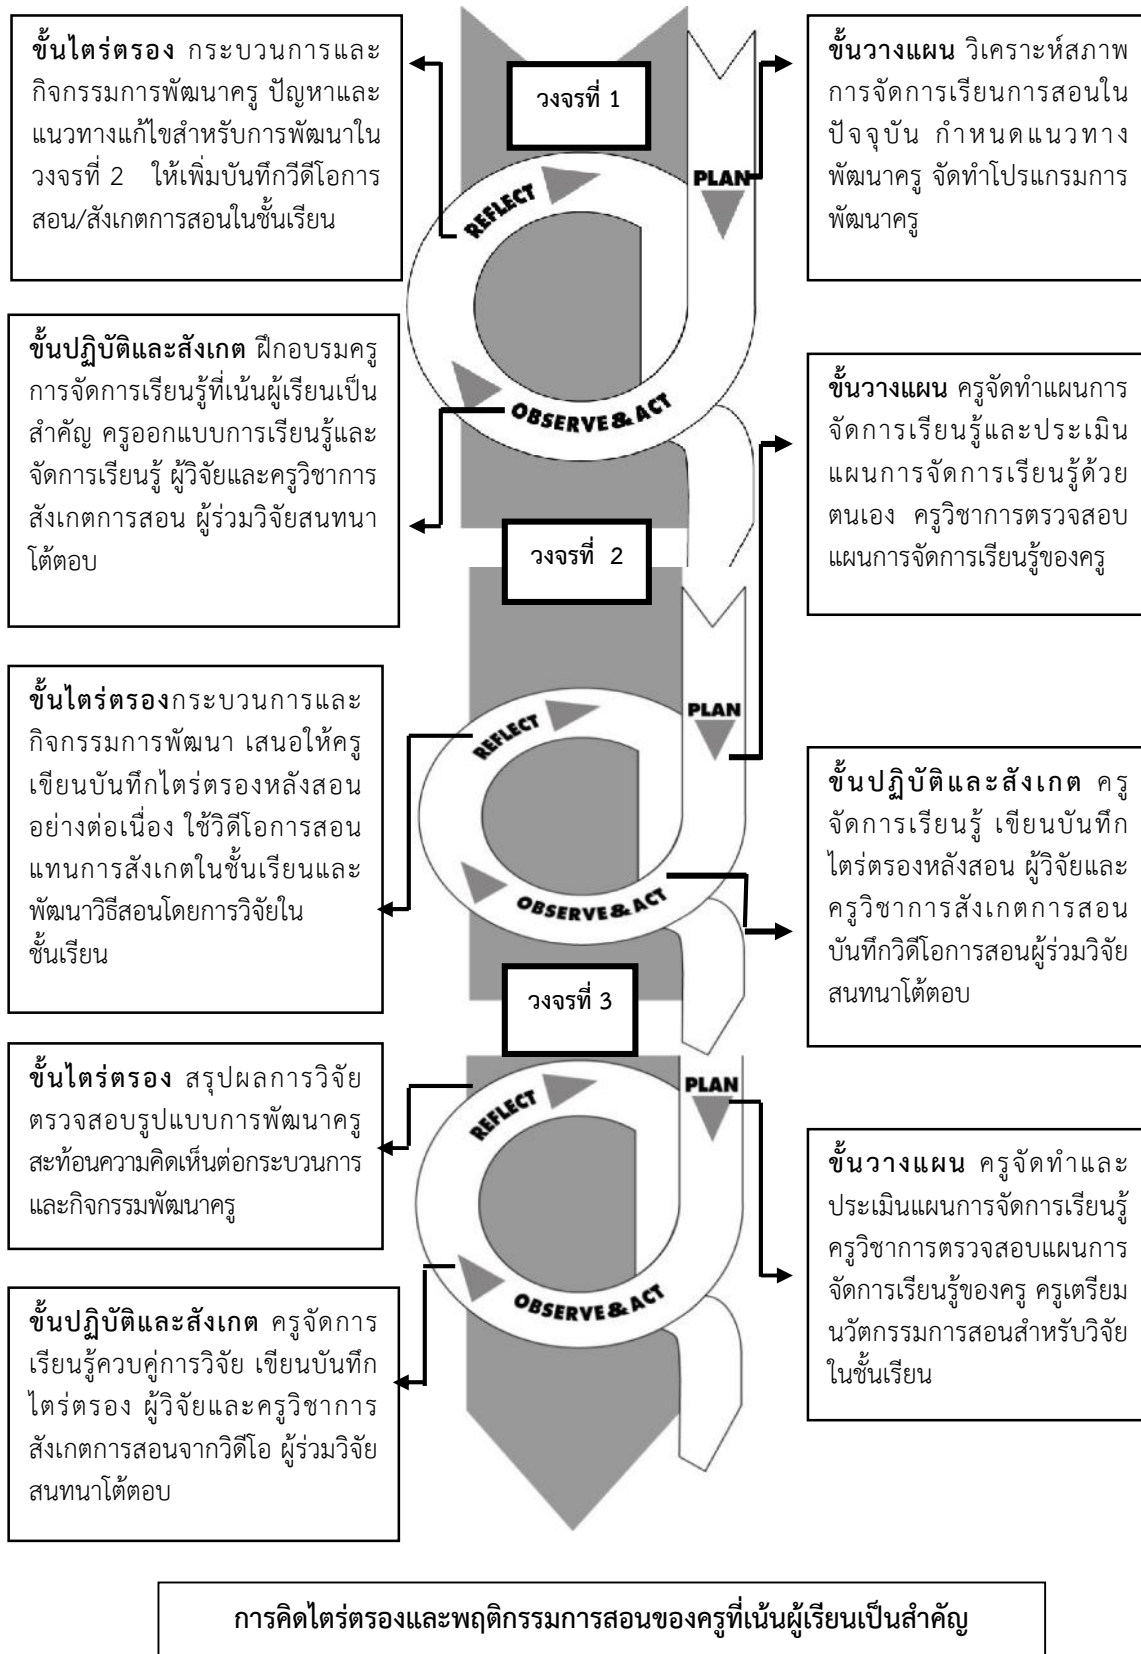 วงจรที่ 1
ขั้นไตร่ตรอง กระบวนการและ
กิจกรรมการพัฒนาครู ปัญหาและ
แนวทางแก้ไขสำหรับการพัฒนาใน
วงจรที่ 2 ให้เพิ่มบันทึกวีดีโอการ
สอน/สังเกตการสอนในชั้นเรียน
ขั้นวางแผน วิเคราะห์สภาพ
การจัดการเรียนการสอนใน
ปัจจุบัน กำหนดแนวทาง
พัฒนาครู จัดทำโปรแกรมการ
พัฒนาครู
REFLECT
PLAN
OBSERVE & ACT
ขั้นปฏิบัติและสังเกต ฝึกอบรมครู
การจัดการเรียนรู้ที่เน้นผู้เรียนเป็น
สำคัญ ครูออกแบบการเรียนรู้และ
จัดการเรียนรู้ ผู้วิจัยและครูวิชาการ
สังเกตการสอน ผู้ร่วมวิจัยสนทนา
โต้ตอบ
ขั้นวางแผน ครูจัดทำแผนการ
จัดการเรียนรู้และประเมิน
แผนการจัดการเรียนรู้ด้วย
ตนเอง ครูวิชาการตรวจสอบ
แผนการจัดการเรียนรู้ของครู
วงจรที่ 2
REFLECT
PLAN
OBSERVE & ACT
ขั้นไตร่ตรองกระบวนการและ
กิจกรรมการพัฒนา เสนอให้ครู
เขียนบันทึกไตร่ตรองหลังสอน
อย่างต่อเนื่อง ใช้วิดีโอการสอน
แทนการสังเกตในชั้นเรียนและ
พัฒนาวิธีสอนโดยการวิจัยใน
ชั้นเรียน
ขั้นปฏิบัติและสังเกต ครู
จัดการเรียนรู้ เขียนบันทึก
ไตร่ตรองหลังสอน ผู้วิจัยและ
ครูวิชาการสังเกตการสอน
บันทึกวิดีโอการสอนผู้ร่วมวิจัย
สนทนาโต้ตอบ
วงจรที่ 3
REFLECT
PLAN
OBSERVE & ACT
ขั้นไตร่ตรอง สรุปผลการวิจัย
ตรวจสอบรูปแบบการพัฒนาครู
สะท้อนความคิดเห็นต่อกระบวนการ
และกิจกรรมพัฒนาครู
ขั้นวางแผน ครูจัดทำและ
ประเมินแผนการจัดการเรียนรู้
ครูวิชาการตรวจสอบแผนการ
จัดการเรียนรู้ของครู ครูเตรียม
นวัตกรรมการสอนสำหรับวิจัย
ในชั้นเรียน
ขั้นปฏิบัติและสังเกต ครูจัดการ
เรียนรู้ควบคู่การวิจัย เขียนบันทึก
ไตร่ตรอง ผู้วิจัยและครูวิชาการ
สังเกตการสอนจากวิดีโอ ผู้ร่วมวิจัย
สนทนาโต้ตอบ
การคิดไตร่ตรองและพฤติกรรมการสอนของครูที่เน้นผู้เรียนเป็นสำคัญ